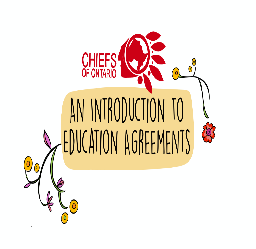 CHIEFS
OF ONTARIO
AN INTRODUCTION TO
EDUCATION AGREEMENTS